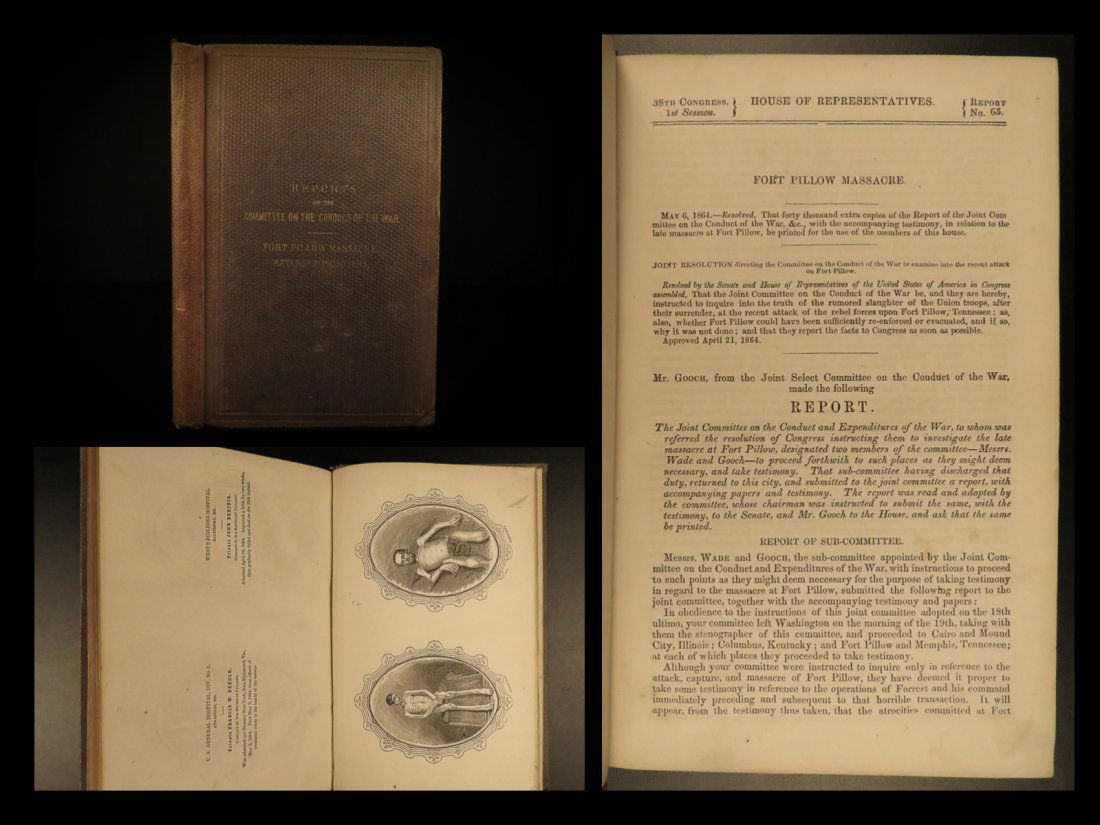 REPORTS
OF THE
COMMITTEE ON THE CONDUCT OF THE WAR.
FORT PILLOW MASSACRE.
RETURNED PRISONERS.
38TH CONGRESS, 1st Session.
HOUSE OF REPRESENTATIVES.
REPORT No. 65.
FORT PILLOW MASSACRE.
MAY 6, 1864.—Resolved, That forty thousand extra copies of the Report of the Joint Com
mittee on the Conduct of the War, &c., with the accompanying testimony, in relation to the
late massacre at Fort Pillow, be printed for the use of the members of this house.
JOINT RESOLUTION directing the Committee on the Conduct of the War to examine into the recent attack
on Fort Pillow.
Resolved by the Senate and House of Representatives of the United States of America in Congress
assembled, That the Joint Committee on the Conduct of the War be, and they are hereby,
instructed to inquire into the truth of the rumored slaughter of the Union troops, after
their surrender, at the recent attack of the rebel forces upon Fort Pillow, Tennessee; as,
also, whether Fort Pillow could have been sufficiently re-enforced or evacuated, and if so,
why it was not done; and that they report the facts to Congress as soon as possible.
Approved April 21, 1864.
Mr. GOOCH, from the Joint Select Committee on the Conduct of the War,
made the following
REPORT.
The Joint Committee on the Conduct and Expenditures of the War, to whom was
referred the resolution of Congress instructing them to investigate the late
massacre at Fort Pillow, designated two members of the committee—Messrs.
Wade and Gooch—to proceed forthwith to such places as they might deem
necessary, and take testimony. That sub-committee having discharged that
duty, returned to this city, and submitted to the joint committee a report, with
accompanying papers and testimony. The report was read and adopted by
the committee, whose chairman was instructed to submit the same, with the
testimony, to the Senate, and Mr. Gooch to the House, and ask that the same
be printed.
REPORT OF SUB-COMMITTEE.
Messrs. WADE and GOOCH, the sub-committee appointed by the Joint Com-
mittee on the Conduct and Expenditures of the War, with instructions to proceed
to such points as they might deem necessary for the purpose of taking testimony
in regard to the massacre at Fort Pillow, submitted the following report to the
joint committee, together with the accompanying testimony and papers:
In obedience to the instructions of this joint committee adopted on the 18th
ultimo, your committee left Washington on the morning of the 19th, taking with
them the stenographer of this committee, and proceeded to Cairo and Mound
City, Illinois; Columbus, Kentucky; and Fort Pillow and Memphis, Tennessee;
at each of which places they proceeded to take testimony.
Although your committee were instructed to inquire only in reference to the
attack, capture, and massacre of Fort Pillow, they have deemed it proper to
take some testimony in reference to the operations of Forrest and his command
immediately preceding and subsequent to that horrible transaction. It will
appear, from the testimony thus taken, that the atrocities committed at Fort
U. S. GENERAL HOSPITAL, DIV. No. 1,
ANNAPOLIS, MD.
Private FRANCIS W. BEEDLE,
WEST'S BUILDING HOSPITAL,
BALTIMORE, MD.
Private JOHN BREINIG,